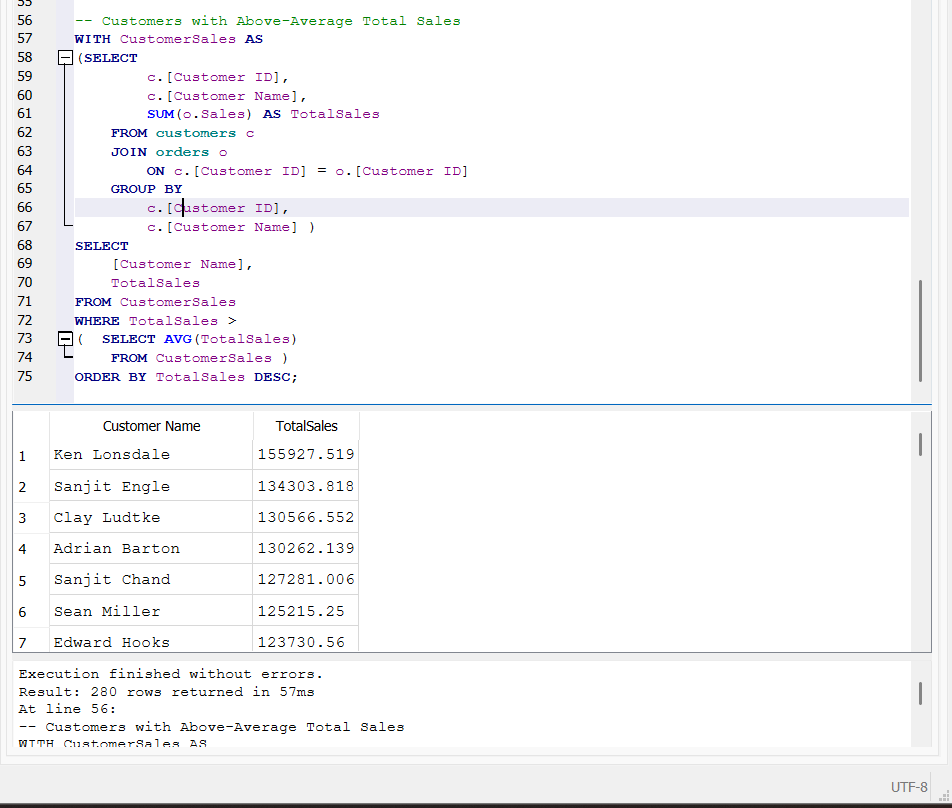 55
56 -- Customers with Above-Average Total Sales
57 WITH CustomerSales AS
58 (SELECT
59 c.[Customer ID],
60 c.[Customer Name],
61 SUM(o.Sales) AS TotalSales
62 FROM customers c
63 JOIN orders o
64 ON c.[Customer ID] = o.[Customer ID]
65 GROUP BY
66 c.[Customer ID],
67 c.[Customer Name] )
68 SELECT
69 [Customer Name],
70 TotalSales
71 FROM CustomerSales
72 WHERE TotalSales >
73 ( SELECT AVG(TotalSales)
74 FROM CustomerSales )
75 ORDER BY TotalSales DESC;
Customer Name TotalSales
1 Ken Lonsdale 155927.519
2 Sanjit Engle 134303.818
3 Clay Ludtke 130566.552
4 Adrian Barton 130262.139
5 Sanjit Chand 127281.006
6 Sean Miller 125215.25
7 Edward Hooks 123730.56
Execution finished without errors.
Result: 280 rows returned in 57ms
At line 56:
-- Customers with Above-Average Total Sales
WITH CustomerSales AS
UTF-8